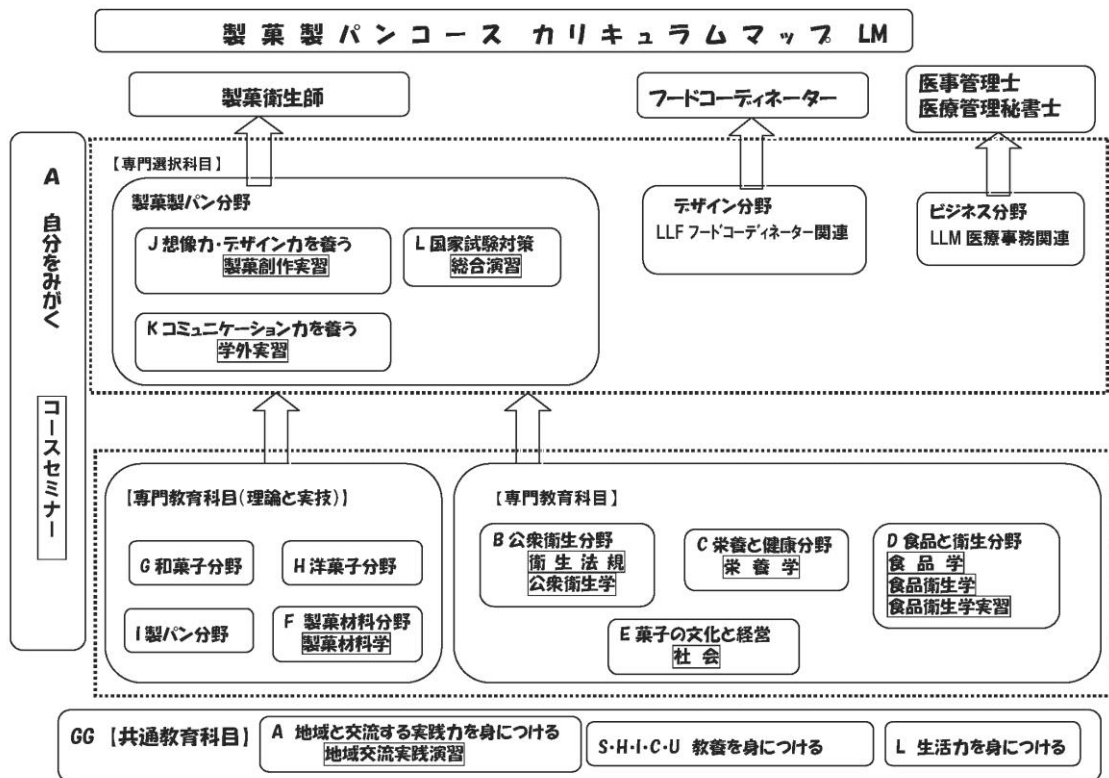 製菓製パンコース カリキュラムマップ LM
製菓衛生師
フードコーディネーター
医事管理士
医療管理秘書士
A 自分をみがく
コースセミナー
【専門選択科目】
製菓製パン分野
J 想像力・デザイン力を養う
製菓創作実習
L 国家試験対策
総合演習
K コミュニケーション力を養う
学外実習
デザイン分野
LLF フードコーディネーター関連
ビジネス分野
LLM 医療事務関連
【専門教育科目(理論と実技)】
G 和菓子分野
H 洋菓子分野
I 製パン分野
F 製菓材料分野
製菓材料学
【専門教育科目】
B 公衆衛生分野
衛生法規
公衆衛生学
C 栄養と健康分野
栄養学
D 食品と衛生分野
食品学
食品衛生学
食品衛生学実習
E 菓子の文化と経営
社会
GG 【共通教育科目】
A 地域と交流する実践力を身につける
地域交流実践演習
S・H・I・C・U 教養を身につける
L 生活力を身につける